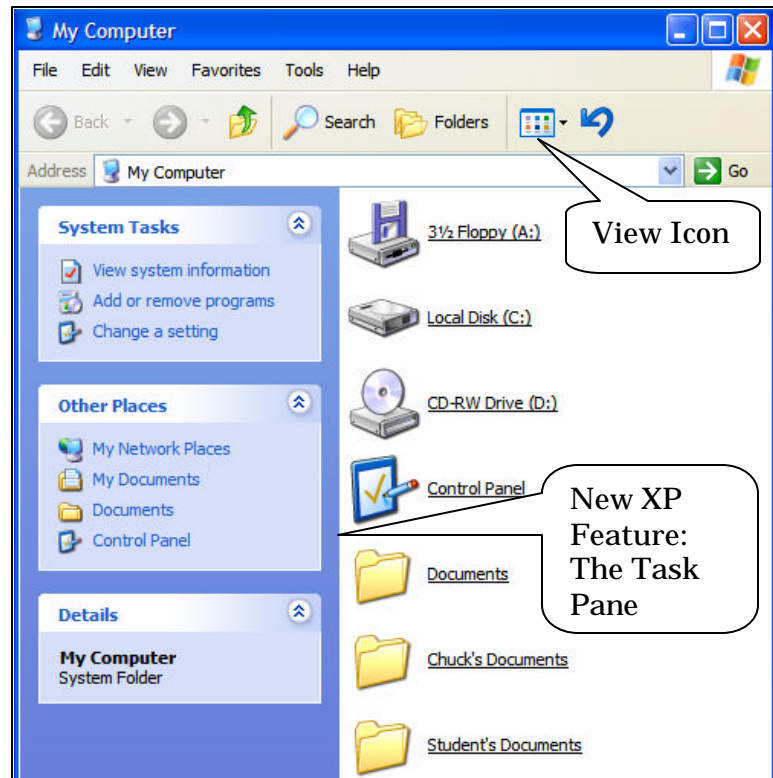 My Computer
File Edit View Favorites Tools Help
Back Search Folders
Address My Computer Go
View Icon
System Tasks
View system information
Add or remove programs
Change a setting
Other Places
My Network Places
My Documents
Documents
Control Panel
Details
My Computer
System Folder
3½ Floppy (A:)
Local Disk (C:)
CD-RW Drive (D:)
Control Panel
New XP
Feature:
The Task
Pane
Documents
Chuck's Documents
Student's Documents